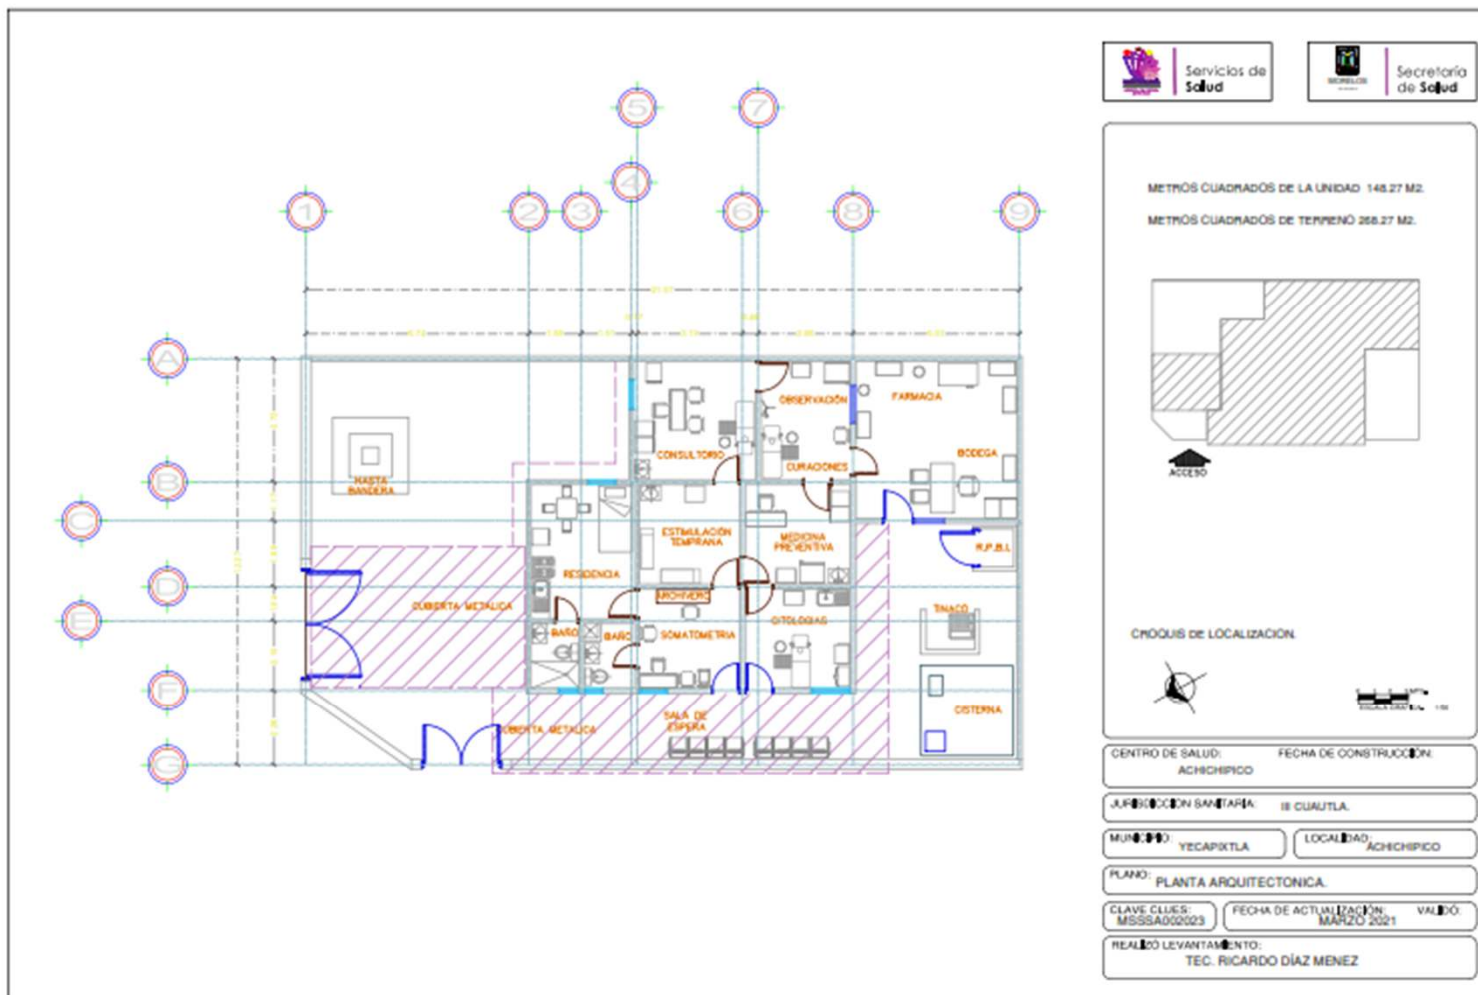 Servicios de
Salud
MORELOS
Secretaría
de Salud
5
7
4
1
2
3
6
8
9
A
B
C
D
E
F
G
METROS CUADRADOS DE LA UNIDAD 148.27 M2.
METROS CUADRADOS DE TERRENO 268.27 M2.
ACCESO
CROQUIS DE LOCALIZACIÓN.
OBSERVACIÓN
FARMACIA
CONSULTORIO
CURACIONES
BODEGA
HASTA
BANDERA
ESTIMULACIÓN
TEMPRANA
MEDICINA
PREVENTIVA
R.P.B.I.
RESIDENCIA
ARCHIVERO
CUBIERTA METALICA
CITOLOGIAS
TINACO
BAÑO
BAÑO
SOMATOMETRIA
CUBIERTA METALICA
SALA DE
ESPERA
CISTERNA
CENTRO DE SALUD:
FECHA DE CONSTRUCCIÓN:
ACHICHIPICO
JURISDICCION SANITARIA: III CUAUTLA.
MUNICIPIO: YECAPIXTLA
LOCALIDAD: ACHICHIPICO
PLANO: PLANTA ARQUITECTONICA.
CLAVE CLUES:
MSSSA002023
FECHA DE ACTUALIZACIÓN:
MARZO 2021
VALIDÓ:
REALIZÓ LEVANTAMIENTO:
TEC. RICARDO DÍAZ MENEZ